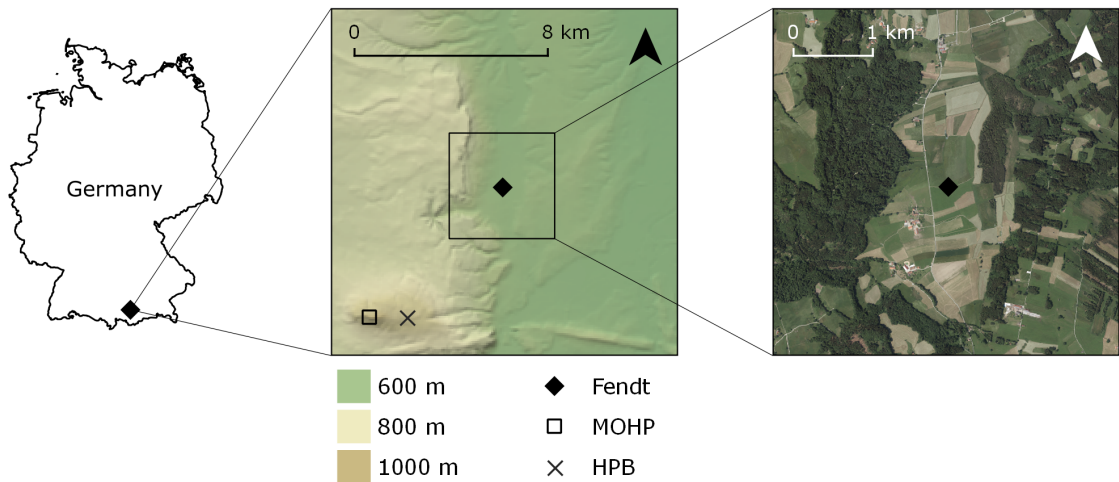 Germany
0 8 km
0 1 km
600 m
800 m
1000 m
Fendt
MOHP
HPB